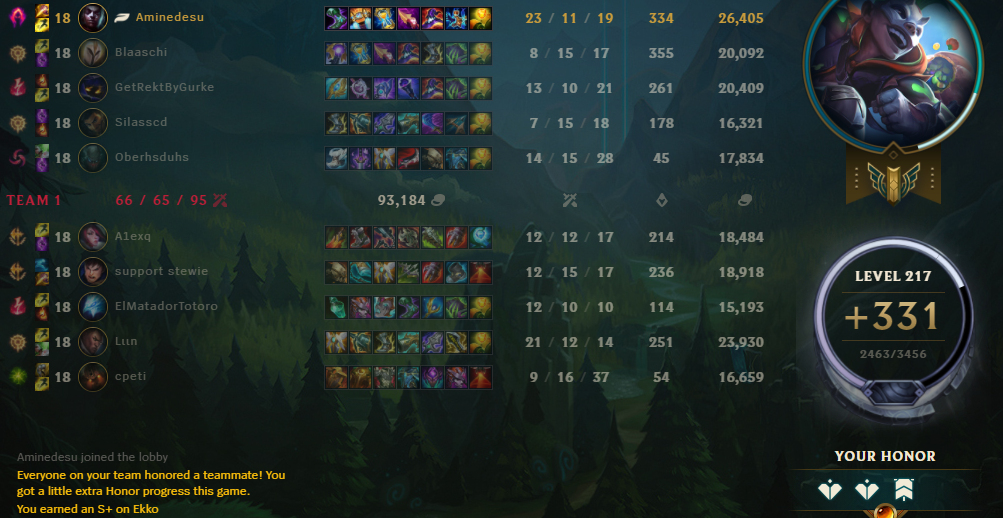 18 Aminedesu 23 / 11 / 19 334 26,405
18 Blaaschi 8 / 15 / 17 355 20,092
18 GetRektByGurke 13 / 10 / 21 261 20,409
18 Silasscd 7 / 15 / 18 178 16,321
18 Oberhsduhs 14 / 15 / 28 45 17,834
TEAM 1 66 / 65 / 95 93,184
18 A1exq 12 / 12 / 17 214 18,484
18 support stewie 12 / 15 / 17 236 18,918
18 ElMatadorTotoro 12 / 10 / 10 114 15,193
18 Lun 21 / 12 / 14 251 23,930
18 cpeti 9 / 16 / 37 54 16,659
LEVEL 217
+331
2463/3456
YOUR HONOR
Aminedesu joined the lobby
Everyone on your team honored a teammate! You
got a little extra Honor progress this game.
You earned an S+ on Ekko